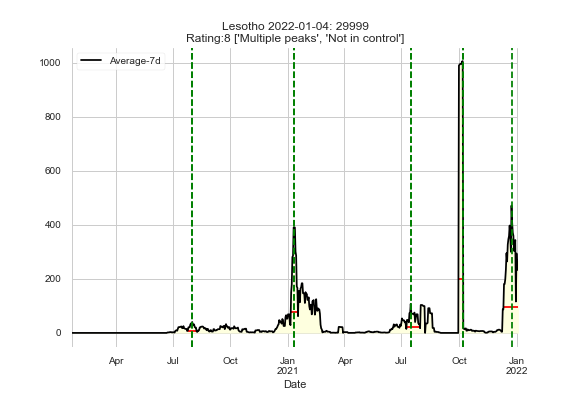 Lesotho 2022-01-04: 29999
Rating:8 ['Multiple peaks', 'Not in control']
Average-7d
1000
800
600
400
200
0
Apr Jul Oct Jan Apr Jul Oct Jan
2021 2022
Date